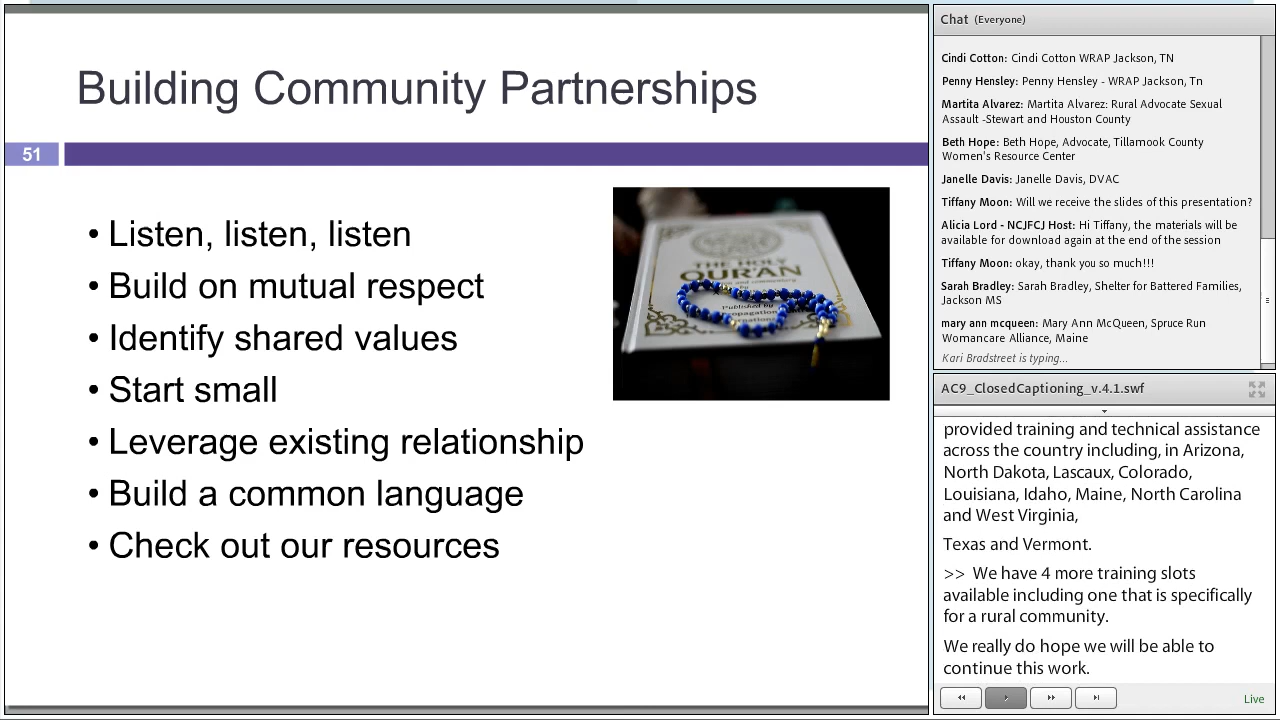 Building Community Partnerships
51
• Listen, listen, listen
• Build on mutual respect
• Identify shared values
• Start small
• Leverage existing relationship
• Build a common language
• Check out our resources
THE HOLY
QUR'AN
Published by
Chat (Everyone)
Cindi Cotton: Cindi Cotton WRAP Jackson, TN
Penny Hensley: Penny Hensley - WRAP Jackson, Tn
Martita Alvarez: Martita Alvarez: Rural Advocate Sexual
Assault -Stewart and Houston County
Beth Hope: Beth Hope, Advocate, Tillamook County
Women's Resource Center
Janelle Davis: Janelle Davis, DVAC
Tiffany Moon: Will we receive the slides of this presentation?
Alicia Lord - NCJFCJ Host: Hi Tiffany, the materials will be
available for download again at the end of the session
Tiffany Moon: okay, thank you so much!!!
Sarah Bradley: Sarah Bradley, Shelter for Battered Families,
Jackson MS
mary ann mcqueen: Mary Ann McQueen, Spruce Run
Womancare Alliance, Maine
Kari Bradstreet is typing...
AC9_ClosedCaptioning_v.4.1.swf
provided training and technical assistance
across the country including, in Arizona,
North Dakota, Lascaux, Colorado,
Louisiana, Idaho, Maine, North Carolina
and West Virginia,
Texas and Vermont.
>> We have 4 more training slots
available including one that is specifically
for a rural community.
We really do hope we will be able to
continue this work.
Live